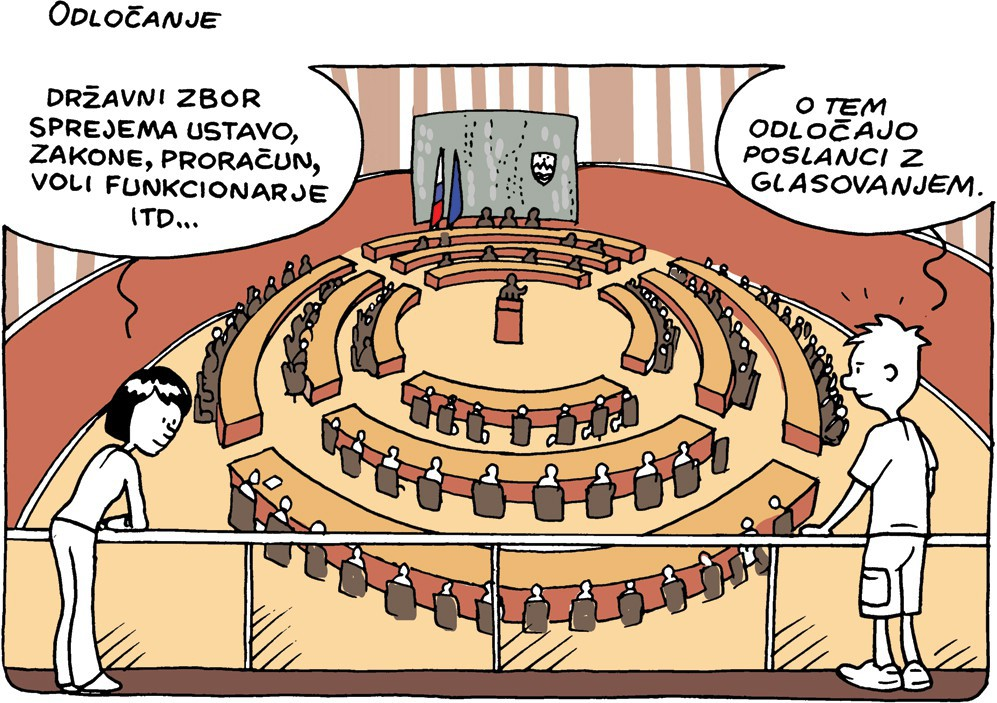 ODLOČANJE
DRŽAVNI ZBOR
SPREJEMA USTAVO,
ZAKONE, PRORAČUN,
VOLI FUNKCIONARJE
ITD...
O TEM
ODLOČAJO
POSLANCI Z
GLASOVANJEM.